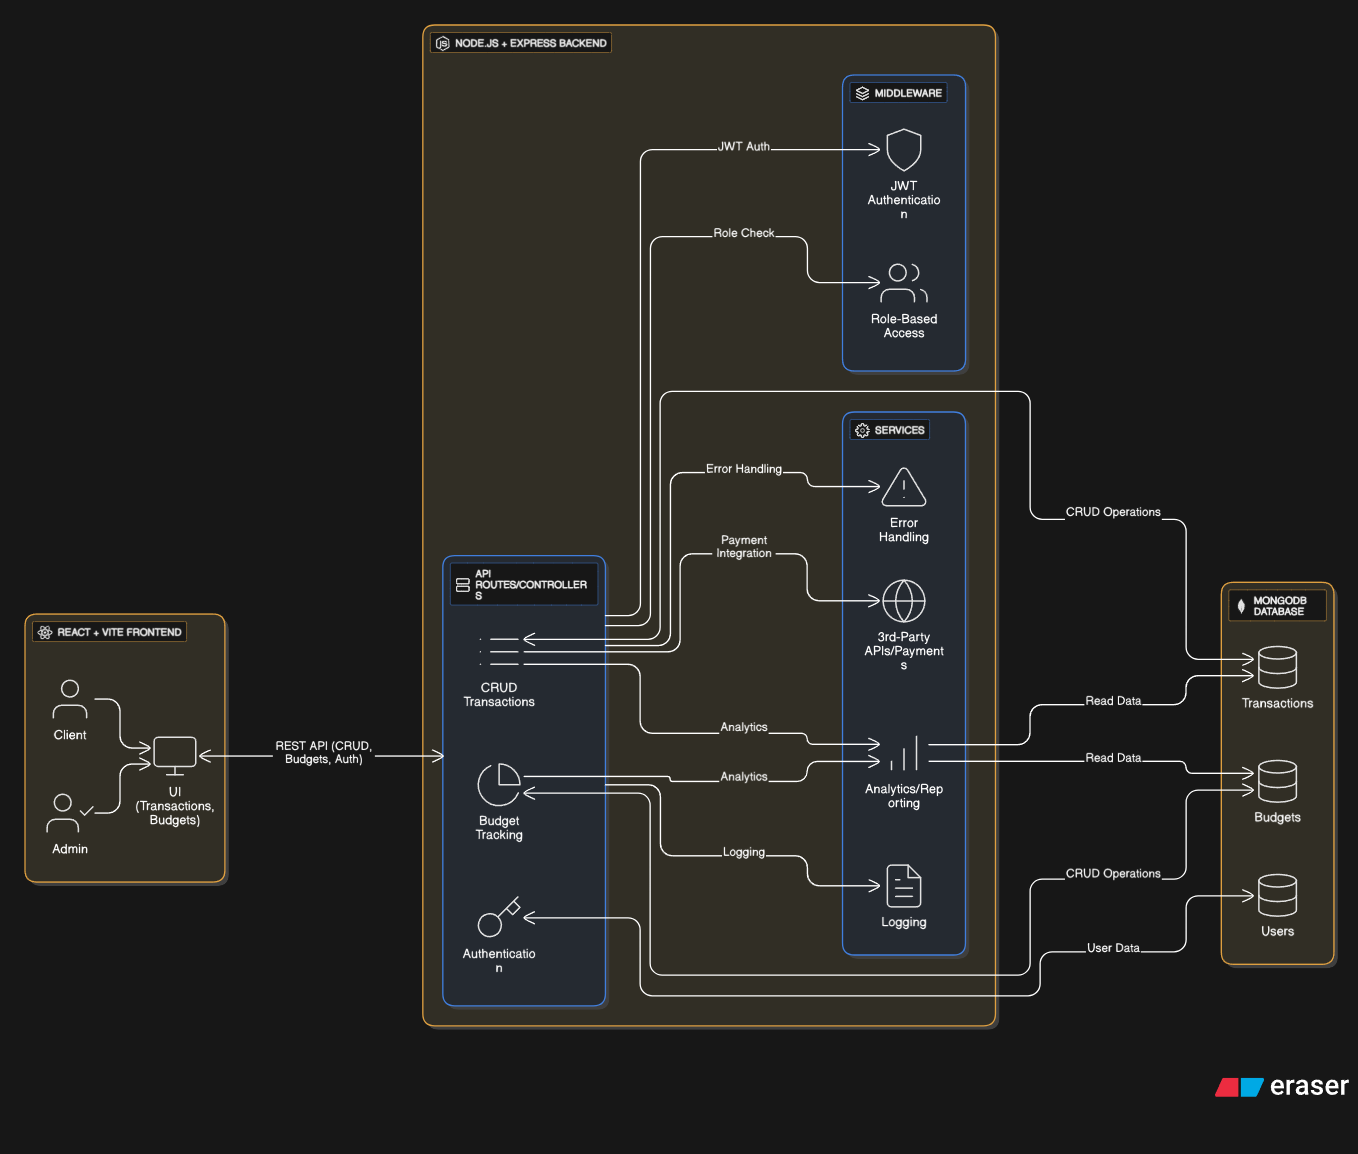 NODE.JS + EXPRESS BACKEND
MIDDLEWARE
JWT Auth
JWT
Authenticatio
n
Role Check
Role-Based
Access
SERVICES
Error Handling
Error
Handling
Payment
Integration
3rd-Party
APIs/Payment
s
CRUD Operations
API
ROUTES/CONTROLLER
S
CRUD
Transactions
Analytics
Analytics
Analytics/Rep
orting
Budget
Tracking
Logging
Logging
Authenticatio
n
REACT + VITE FRONTEND
Client
Admin
UI
(Transactions,
Budgets)
REST API (CRUD,
Budgets, Auth)
MONGODB
DATABASE
Read Data
Transactions
Read Data
Budgets
CRUD Operations
Users
User Data
eraser